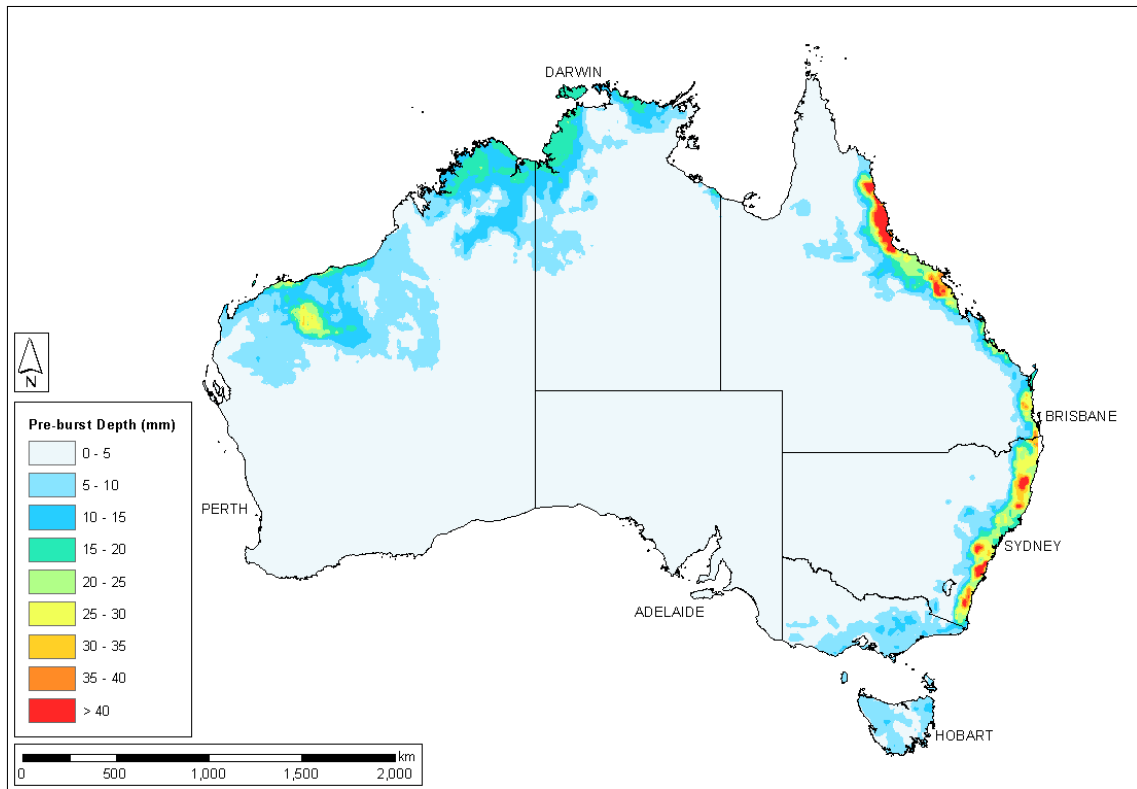 DARWIN
BRISBANE
PERTH
SYDNEY
ADELAIDE
HOBART
N
Pre-burst Depth (mm)
0 - 5
5 - 10
10 - 15
15 - 20
20 - 25
25 - 30
30 - 35
35 - 40
> 40
km
0 500 1,000 1,500 2,000